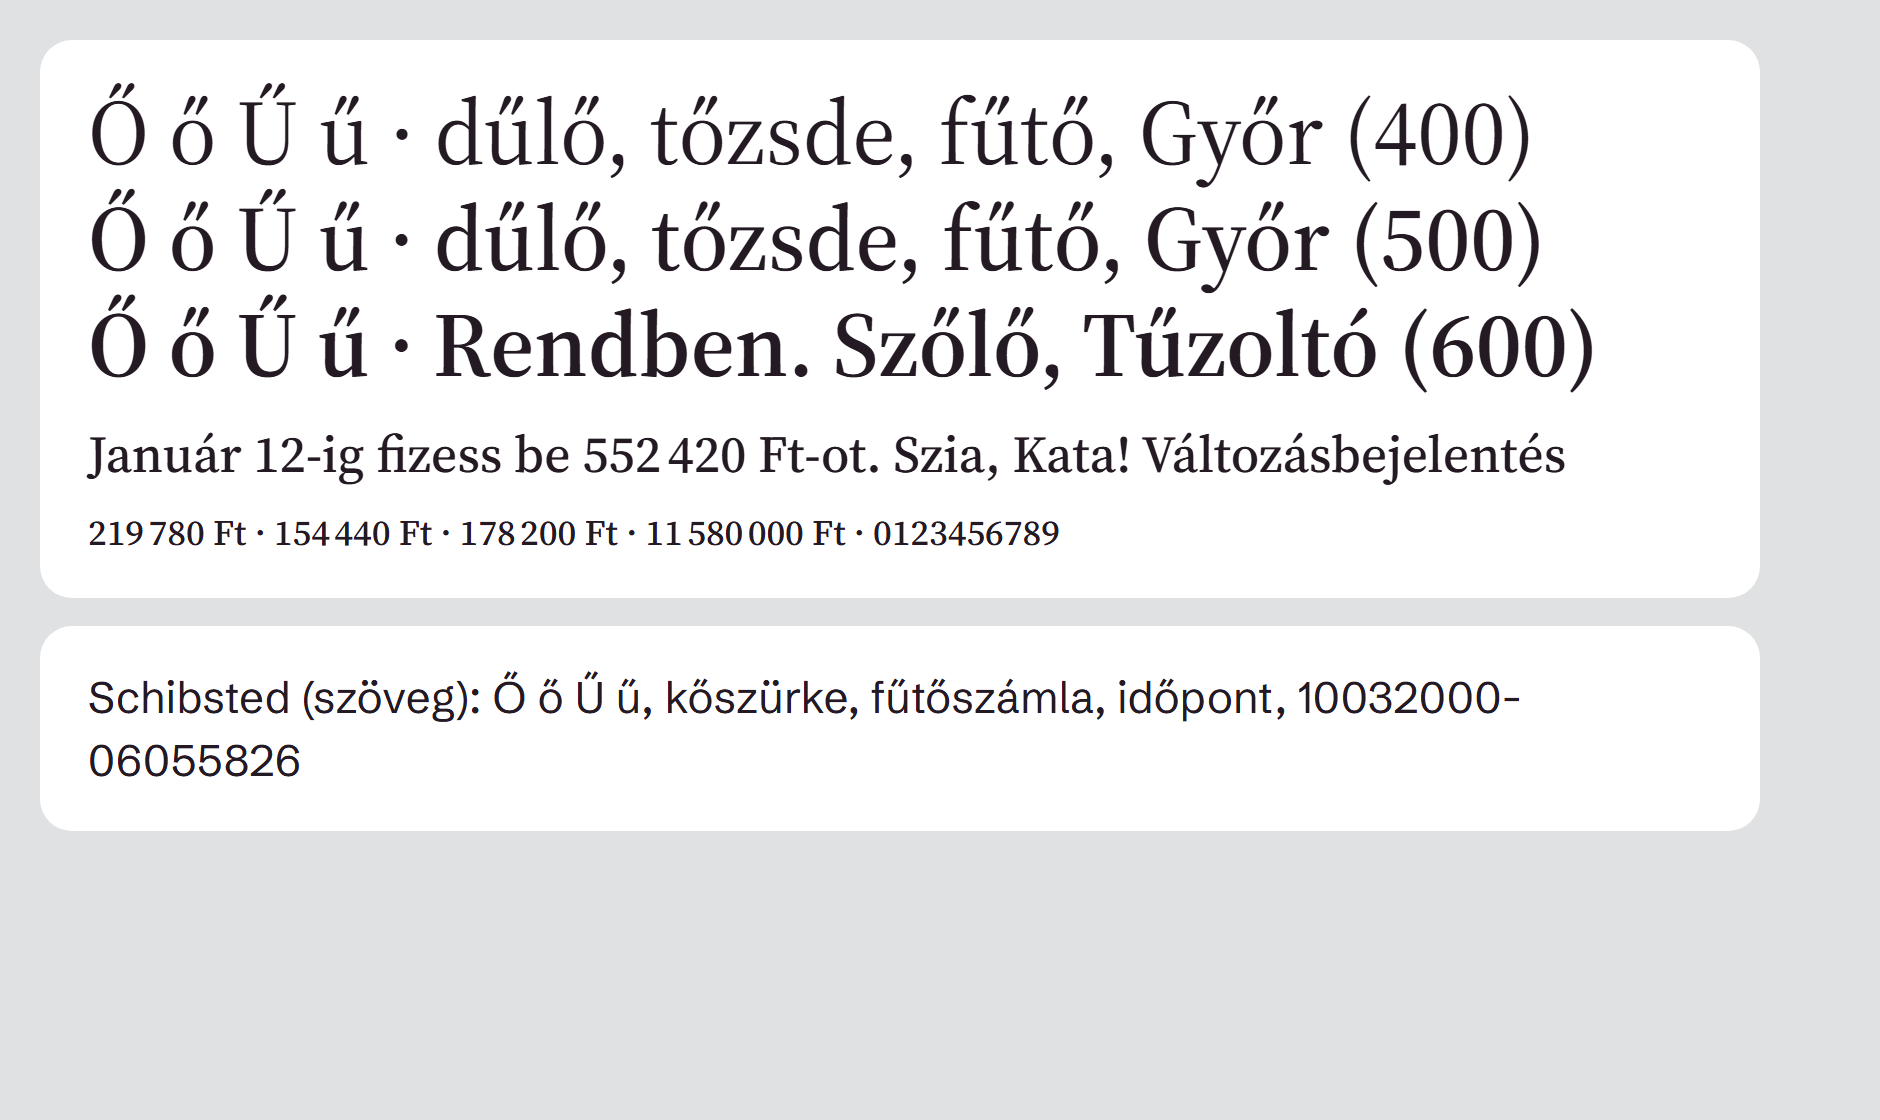 Ő ő Ű ű · dűlő, tőzsde, fűtő, Győr (400)
Ő ő Ű ű · dűlő, tőzsde, fűtő, Győr (500)
Ő ő Ű ű · Rendben. Szőlő, Tűzoltó (600)
Január 12-ig fizess be 552 420 Ft-ot. Szia, Kata! Változásbejelentés
219 780 Ft · 154 440 Ft · 178 200 Ft · 11 580 000 Ft · 0123456789
Schibsted (szöveg): Ő ő Ű ű, kőszürke, fűtőszámla, időpont, 10032000-
06055826